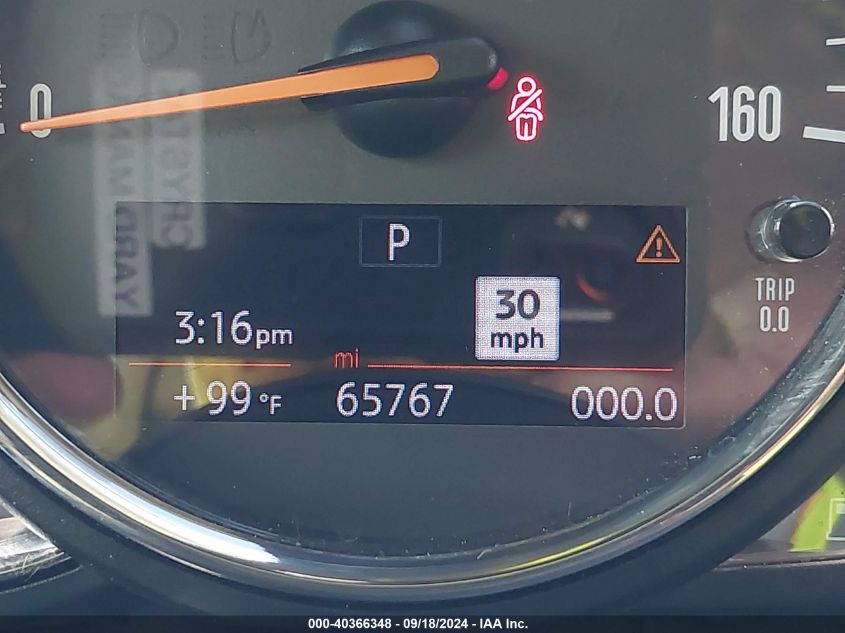 0
160
P
30
mph
TRIP
0.0
3:16pm
mi
+99 °F
65767
000.0
000-40366348 - 09/18/2024 - IAA Inc.